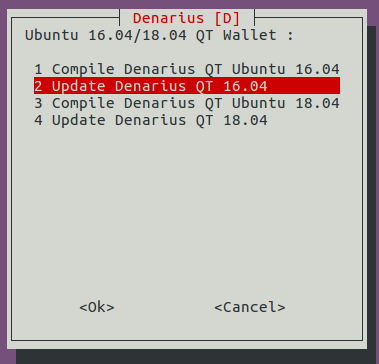 Denarius [D]
Ubuntu 16.04/18.04 QT Wallet :
1 Compile Denarius QT Ubuntu 16.04
2 Update Denarius QT 16.04
3 Compile Denarius QT Ubuntu 18.04
4 Update Denarius QT 18.04
<Ok> <Cancel>